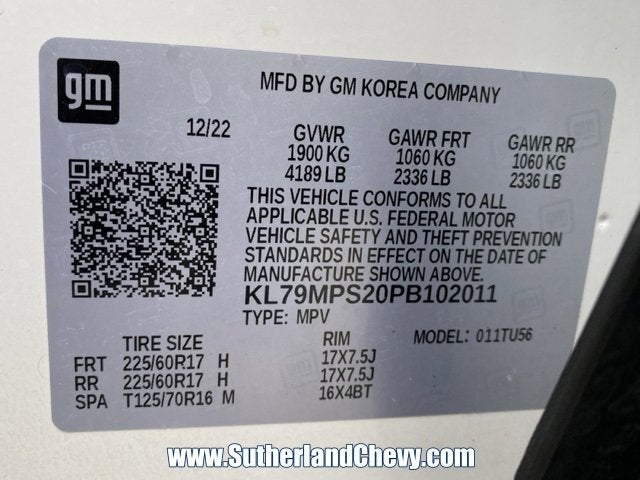 gm
MFD BY GM KOREA COMPANY
12/22 GVWR GAWR FRT GAWR RR
1900 KG 1060 KG 1060 KG
4189 LB 2336 LB 2336 LB
THIS VEHICLE CONFORMS TO ALL
APPLICABLE U.S. FEDERAL MOTOR
VEHICLE SAFETY AND THEFT PREVENTION
STANDARDS IN EFFECT ON THE DATE OF
MANUFACTURE SHOWN ABOVE.
KL79MPS20PB102011
TYPE: MPV MODEL: 011TU56
TIRE SIZE RIM
FRT 225/60R17 H 17X7.5J
RR 225/60R17 H 17X7.5J
SPA T125/70R16 M 16X4BT
www.SutherlandChevy.com